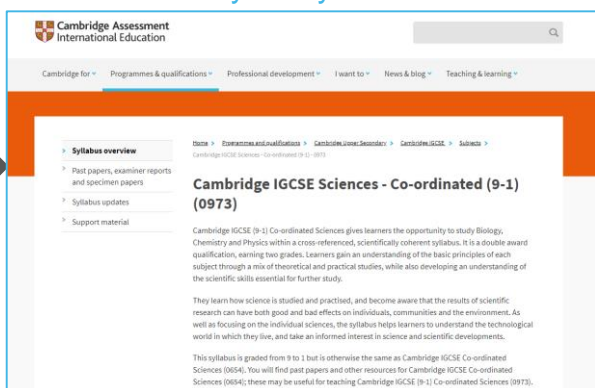 Cambridge Assessment
International Education
Cambridge for
Programmes & qualifications
Professional development
I want to
News & blog
Teaching & learning
Syllabus overview
Past papers, examiner reports
and specimen papers
Syllabus updates
Support material
Home > Programmes and qualifications > Cambridge Upper Secondary > Cambridge IGCSE > Subjects >
Cambridge IGCSE Sciences - Co-ordinated (9-1) - 0973
Cambridge IGCSE Sciences - Co-ordinated (9-1)
(0973)
Cambridge IGCSE (9-1) Co-ordinated Sciences gives learners the opportunity to study Biology,
Chemistry and Physics within a cross-referenced, scientifically coherent syllabus. It is a double award
qualification, earning two grades. Learners gain an understanding of the basic principles of each
subject through a mix of theoretical and practical studies, while also developing an understanding of
the scientific skills essential for further study.
They learn how science is studied and practised, and become aware that the results of scientific
research can have both good and bad effects on individuals, communities and the environment. As
well as focusing on the individual sciences, the syllabus helps learners to understand the technological
world in which they live, and take an informed interest in science and scientific developments.
This syllabus is graded from 9 to 1 but is otherwise the same as Cambridge IGCSE Co-ordinated
Sciences (0654). You will find past papers and other resources for Cambridge IGCSE Co-ordinated
Sciences (0654); these may be useful for teaching Cambridge IGCSE (9-1) Co-ordinated Sciences (0973).